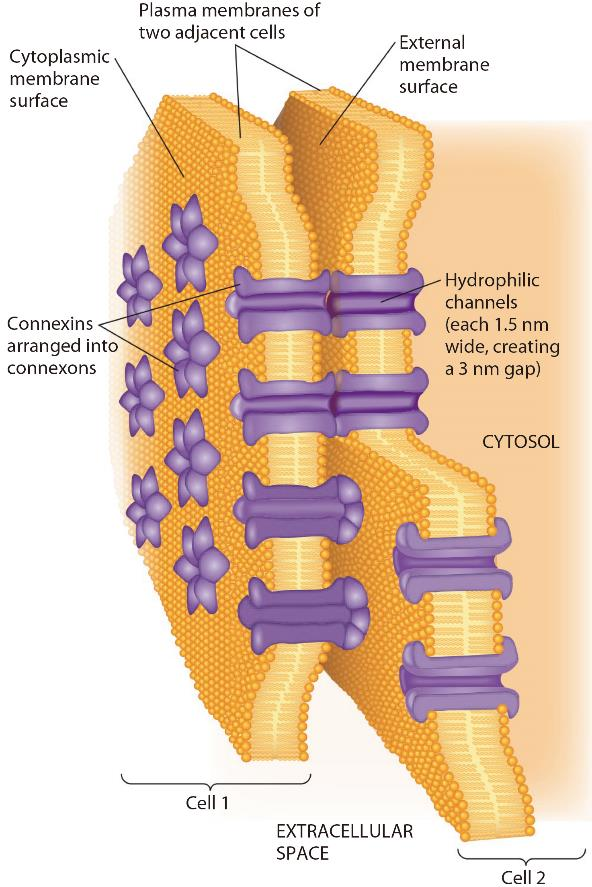 Plasma membranes of
two adjacent cells
Cytoplasmic
membrane
surface
External
membrane
surface
Hydrophilic
channels
(each 1.5 nm
wide, creating
a 3 nm gap)
Connexins
arranged into
connexons
CYTOSOL
Cell 1
EXTRACELLULAR
SPACE
Cell 2